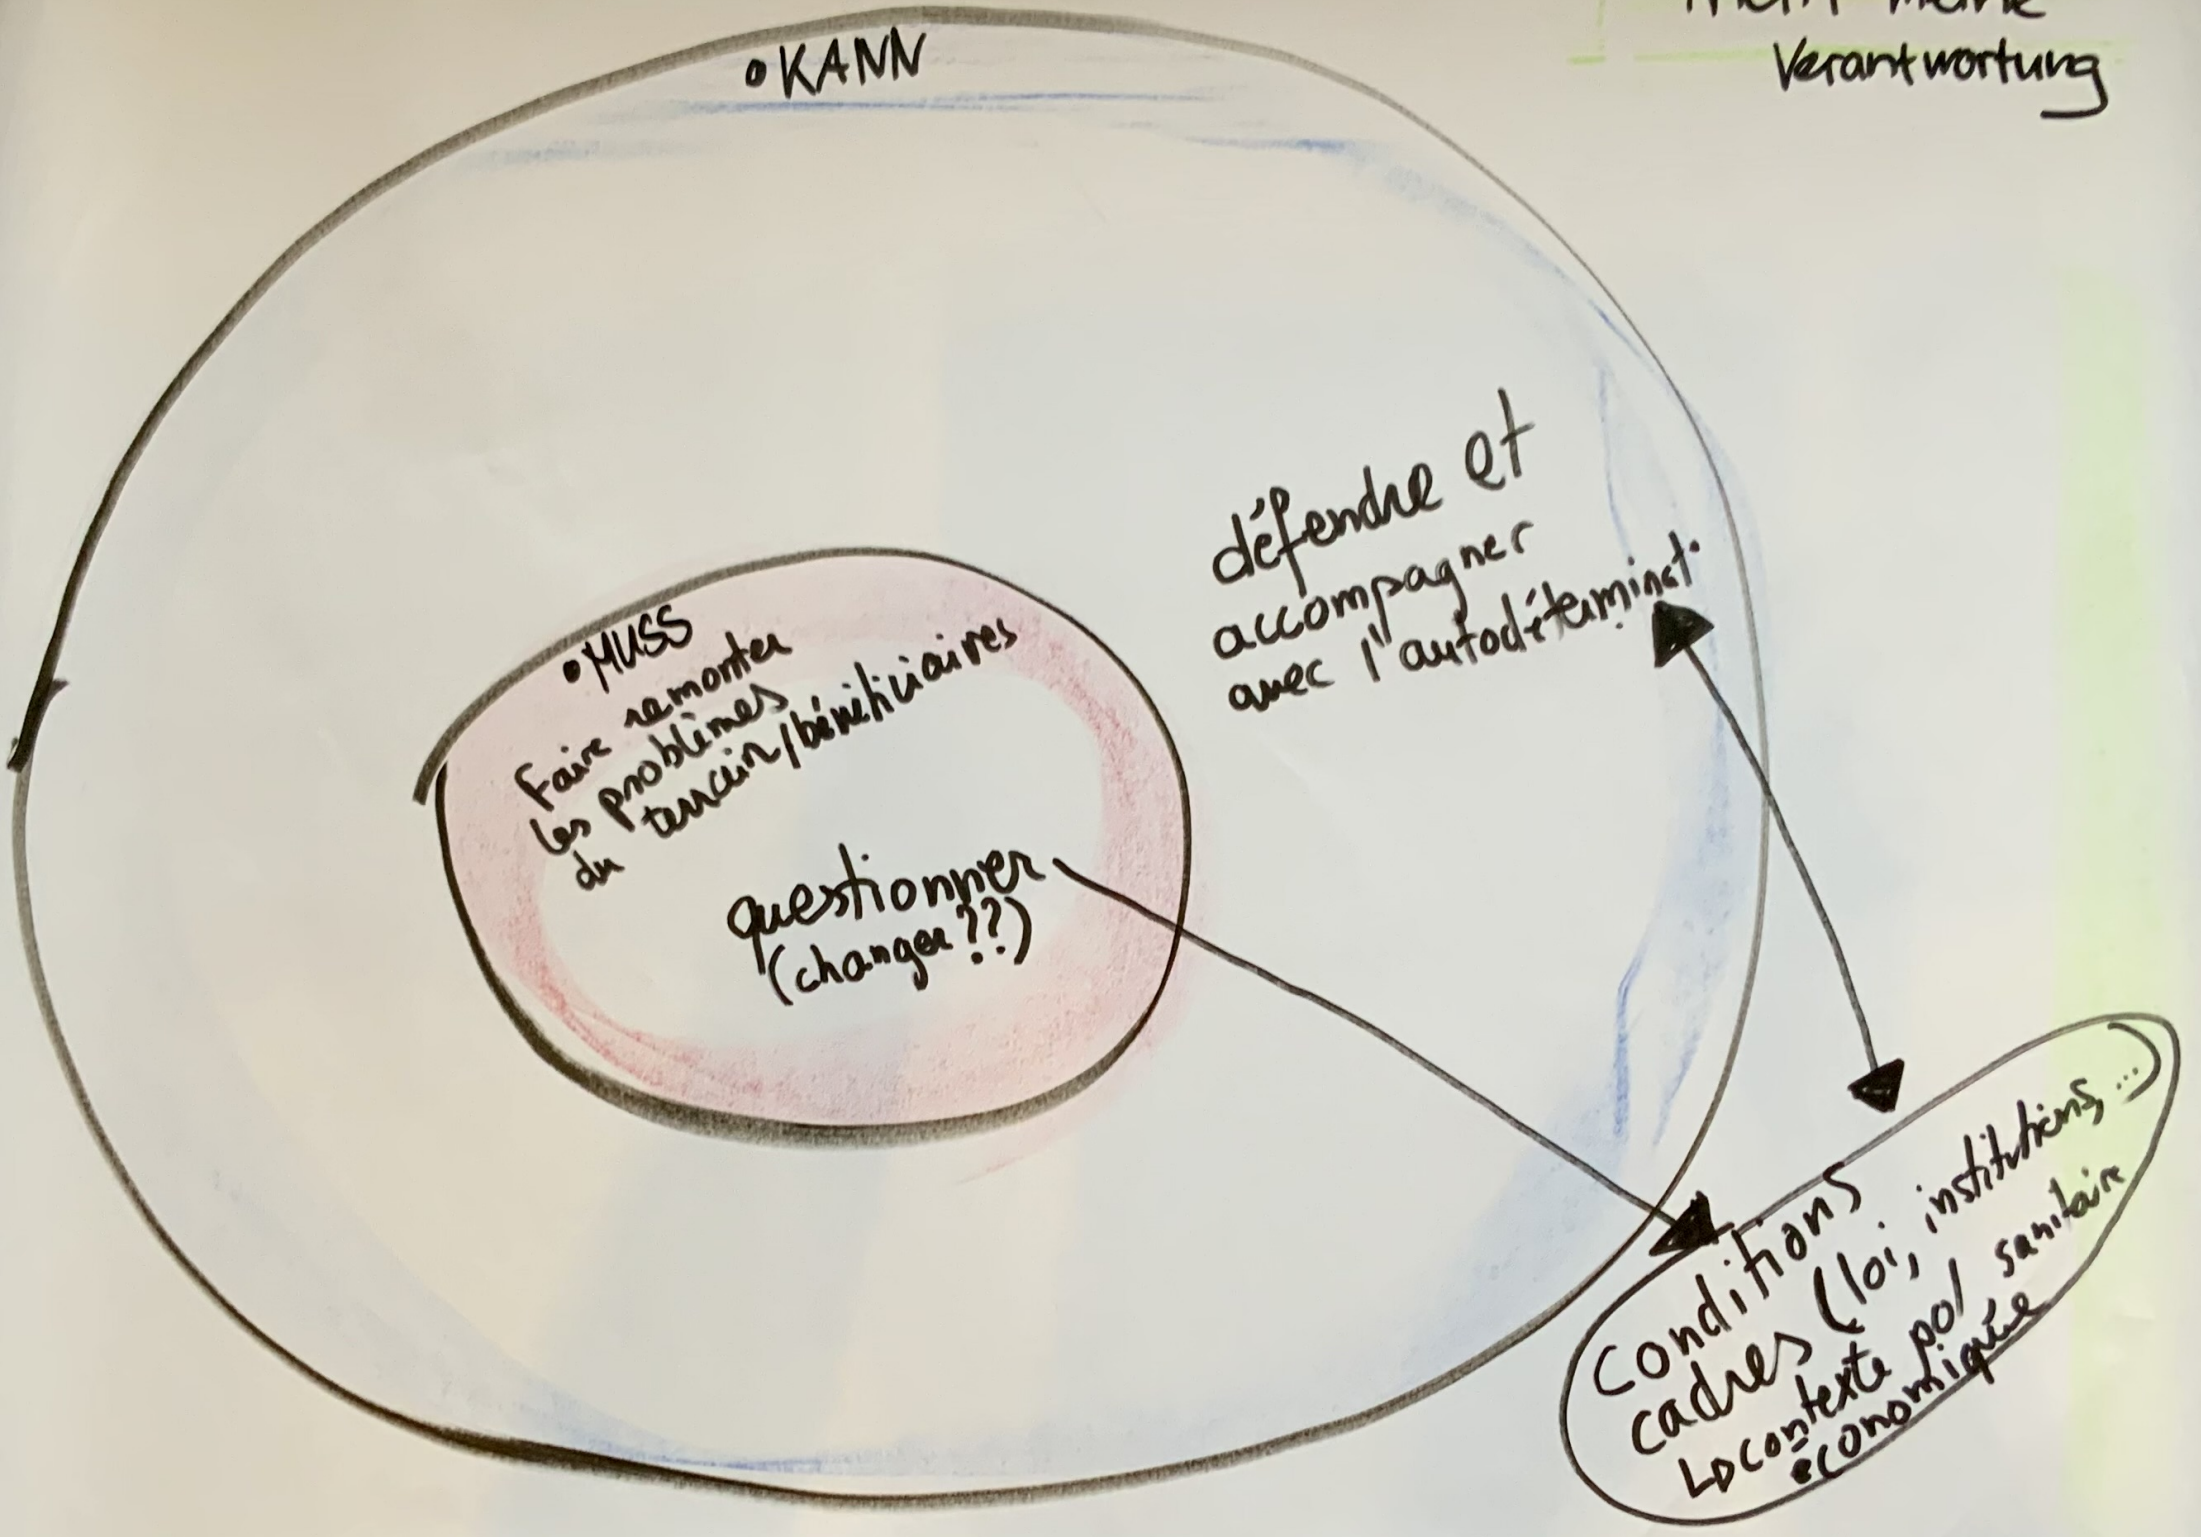 Verantwortung
• KANN
défendre et
accompagner
avec l'autodéterminat.
• MUSS
Faire remonter
les problèmes
du terrain/bénéficiaires
questionner
(changer ??)
Conditions
cadres (loi, institutions, ...)
↳ contexte pol sanitaire
économique